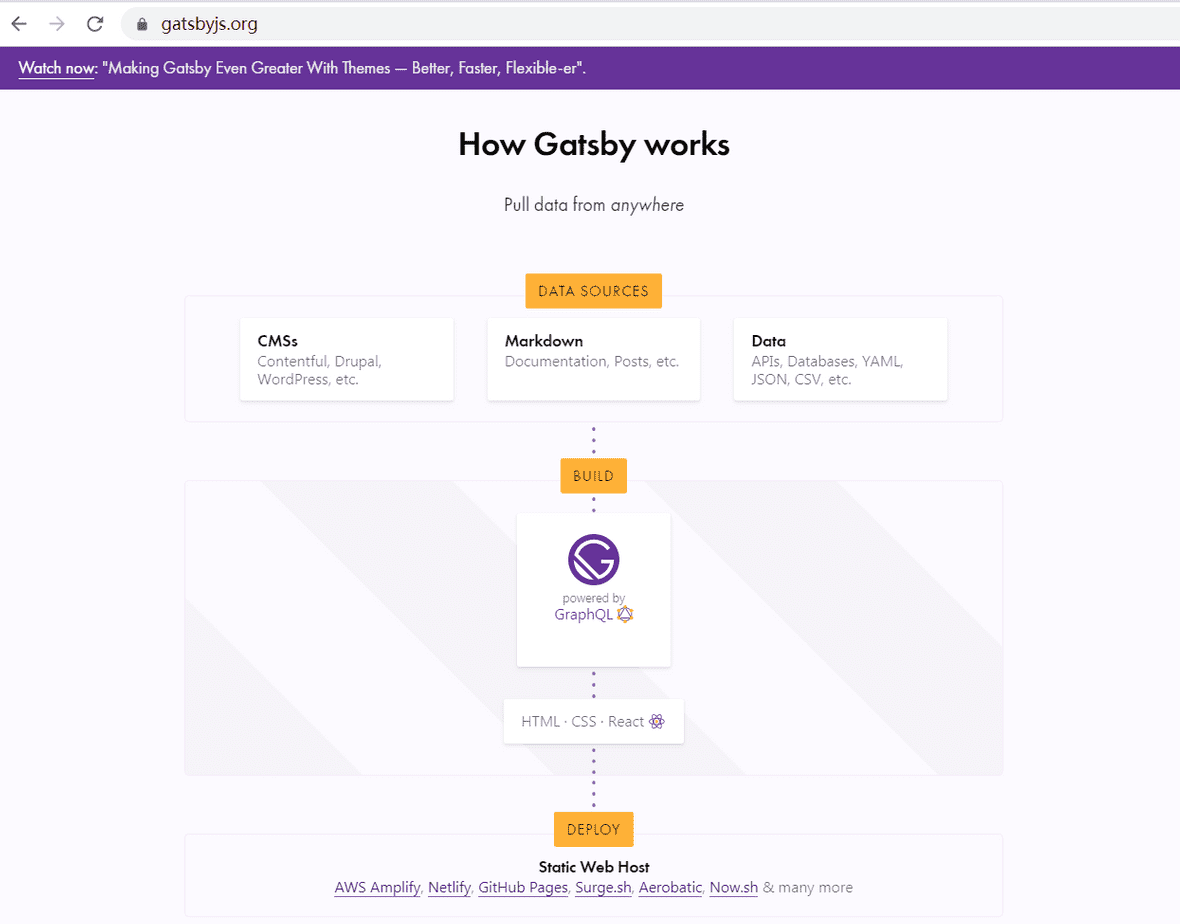 gatsbyjs.org
Watch now: "Making Gatsby Even Greater With Themes — Better, Faster, Flexible-er".
How Gatsby works
Pull data from anywhere
DATA SOURCES
CMSs
Contentful, Drupal,
WordPress, etc.
Markdown
Documentation, Posts, etc.
Data
APIs, Databases, YAML,
JSON, CSV, etc.
BUILD
powered by
GraphQL
HTML · CSS · React
DEPLOY
Static Web Host
AWS Amplify, Netlify, GitHub Pages, Surge.sh, Aerobatic, Now.sh & many more